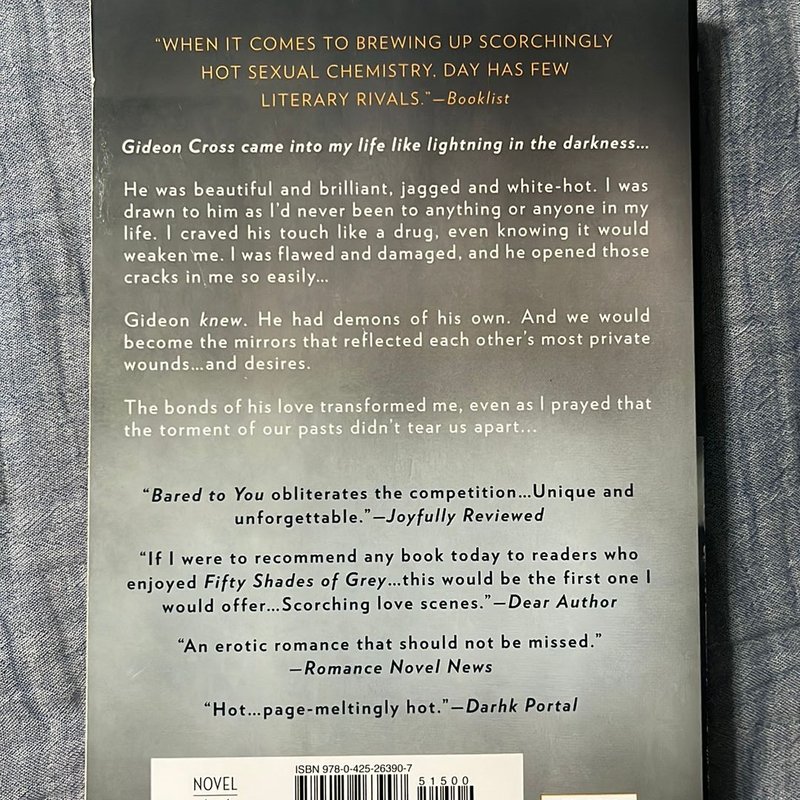 “WHEN IT COMES TO BREWING UP SCORCHINGLY
HOT SEXUAL CHEMISTRY, DAY HAS FEW
LITERARY RIVALS.”—Booklist
Gideon Cross came into my life like lightning in the darkness…
He was beautiful and brilliant, jagged and white-hot. I was
drawn to him as I’d never been to anything or anyone in my
life. I craved his touch like a drug, even knowing it would
weaken me. I was flawed and damaged, and he opened those
cracks in me so easily…
Gideon knew. He had demons of his own. And we would
become the mirrors that reflected each other’s most private
wounds…and desires.
The bonds of his love transformed me, even as I prayed that
the torment of our pasts didn’t tear us apart…
“Bared to You obliterates the competition…Unique and
unforgettable.”—Joyfully Reviewed
“If I were to recommend any book today to readers who
enjoyed Fifty Shades of Grey…this would be the first one I
would offer…Scorching love scenes.”—Dear Author
“An erotic romance that should not be missed.”
—Romance Novel News
“Hot…page-meltingly hot.”—Darhk Portal
NOVEL
ISBN 978-0-425-26390-7
51500